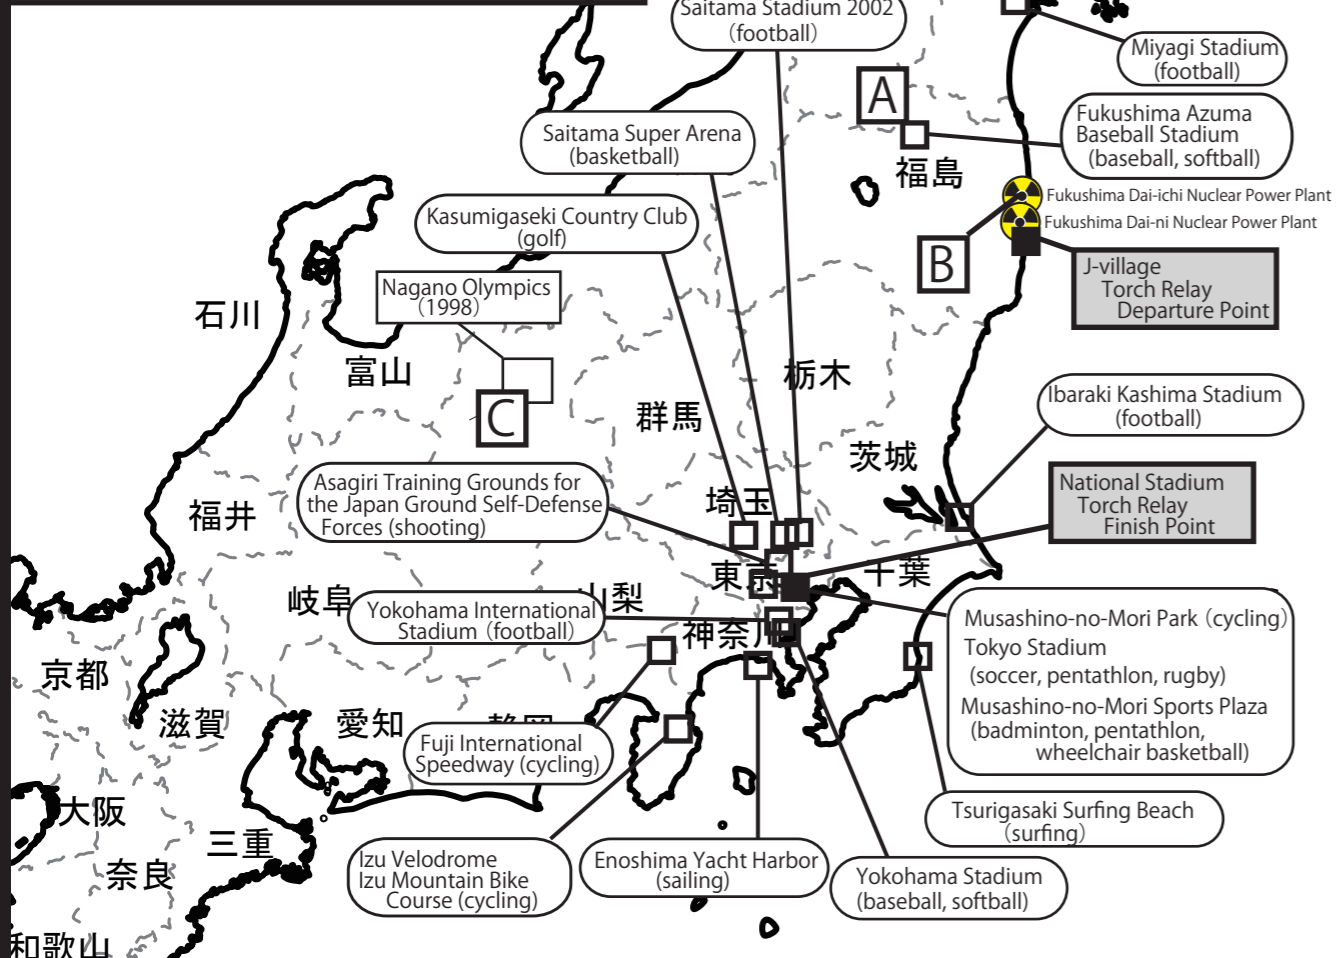 Saitama Stadium 2002
(football)
Miyagi Stadium
(football)
A
Fukushima Azuma
Baseball Stadium
(baseball, softball)
Saitama Super Arena
(basketball)
福島
Fukushima Dai-ichi Nuclear Power Plant
Fukushima Dai-ni Nuclear Power Plant
Kasumigaseki Country Club
(golf)
B
J-village
Torch Relay
Departure Point
Nagano Olympics
(1998)
石川
富山
栃木
C
群馬
Ibaraki Kashima Stadium
(football)
茨城
Asagiri Training Grounds for
the Japan Ground Self-Defense
Forces (shooting)
National Stadium
Torch Relay
Finish Point
埼玉
福井
東京
千葉
岐阜
山梨
Yokohama International
Stadium (football)
神奈川
Musashino-no-Mori Park (cycling)
Tokyo Stadium
(soccer, pentathlon, rugby)
Musashino-no-Mori Sports Plaza
(badminton, pentathlon,
wheelchair basketball)
京都
滋賀
愛知
静岡
Fuji International
Speedway (cycling)
大阪
三重
奈良
Tsurigasaki Surfing Beach
(surfing)
Izu Velodrome
Izu Mountain Bike
Course (cycling)
Enoshima Yacht Harbor
(sailing)
Yokohama Stadium
(baseball, softball)
和歌山